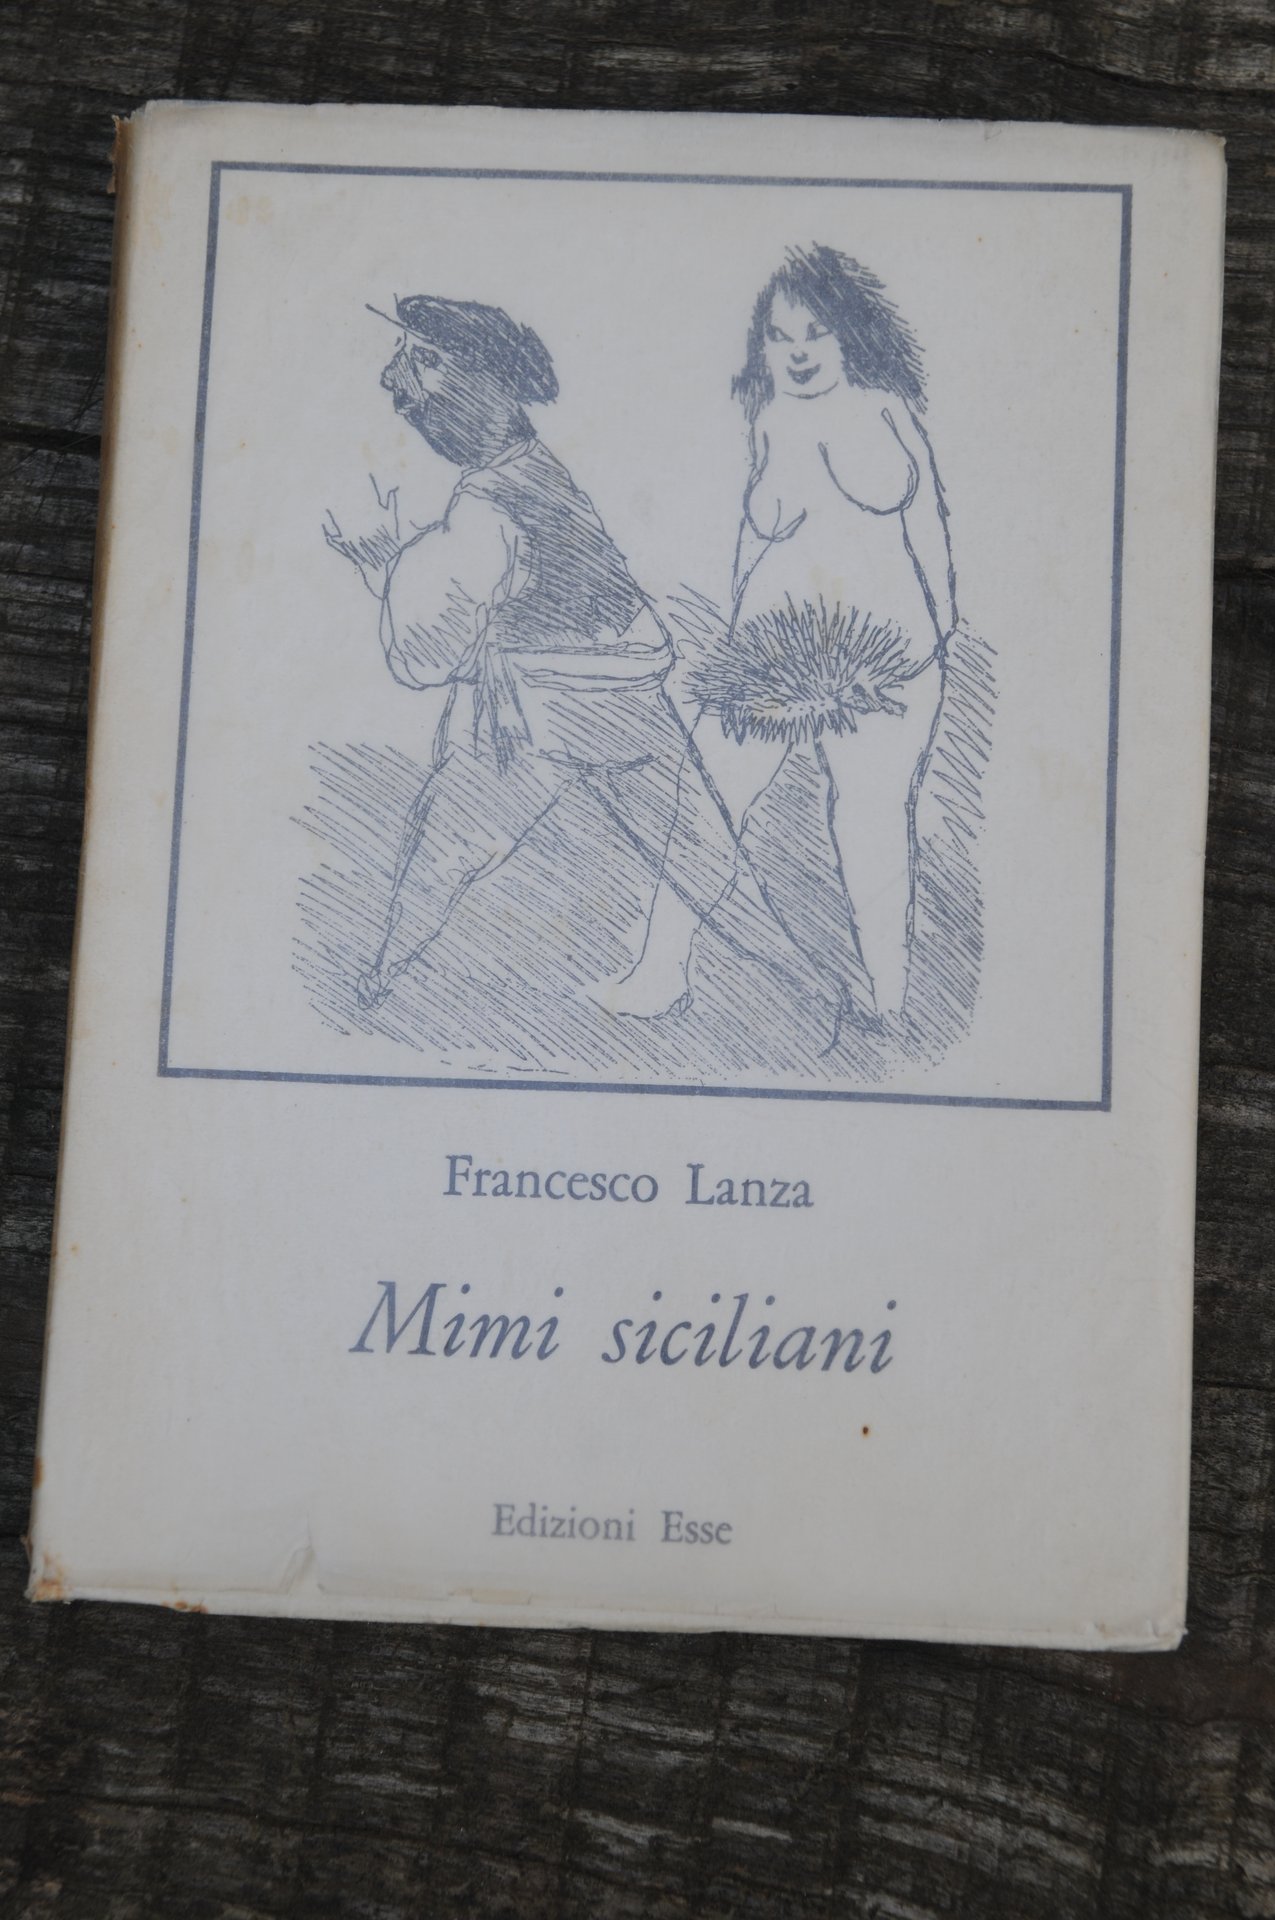 Francesco Lanza
Mimi siciliani
Edizioni Esse